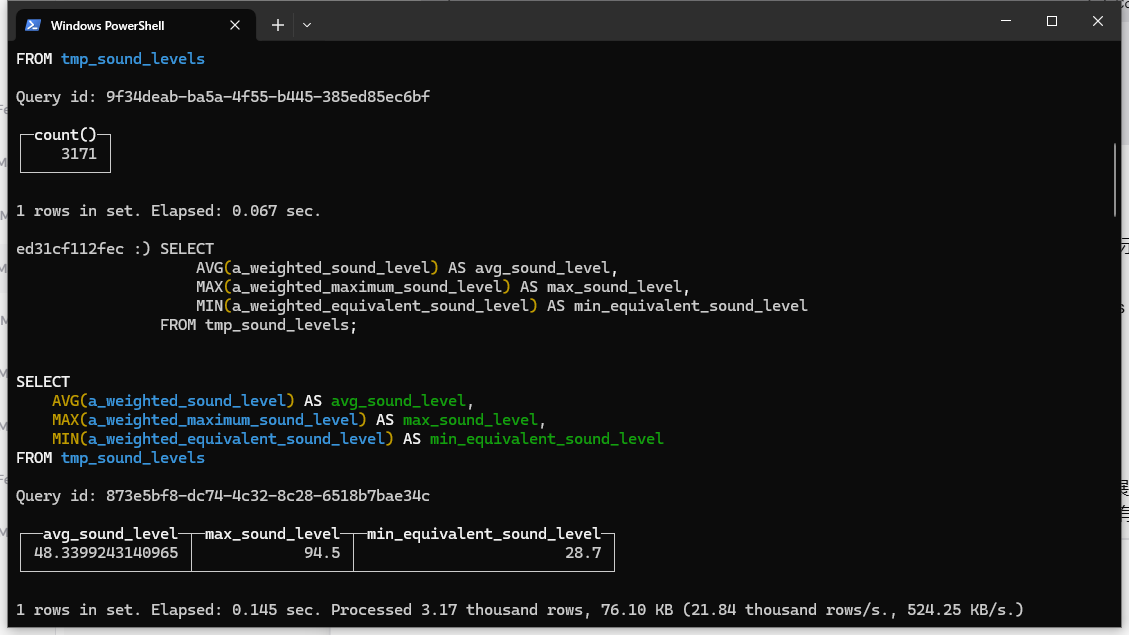 Windows PowerShell
FROM tmp_sound_levels
Query id: 9f34deab-ba5a-4f55-b445-385ed85ec6bf
count()
3171
1 rows in set. Elapsed: 0.067 sec.
ed31cf112fec :) SELECT
AVG(a_weighted_sound_level) AS avg_sound_level,
MAX(a_weighted_maximum_sound_level) AS max_sound_level,
MIN(a_weighted_equivalent_sound_level) AS min_equivalent_sound_level
FROM tmp_sound_levels;
SELECT
AVG(a_weighted_sound_level) AS avg_sound_level,
MAX(a_weighted_maximum_sound_level) AS max_sound_level,
MIN(a_weighted_equivalent_sound_level) AS min_equivalent_sound_level
FROM tmp_sound_levels
Query id: 873e5bf8-dc74-4c32-8c28-6518b7bae34c
avg_sound_level max_sound_level min_equivalent_sound_level
48.3399243140965 94.5 28.7
1 rows in set. Elapsed: 0.145 sec. Processed 3.17 thousand rows, 76.10 KB (21.84 thousand rows/s., 524.25 KB/s.)